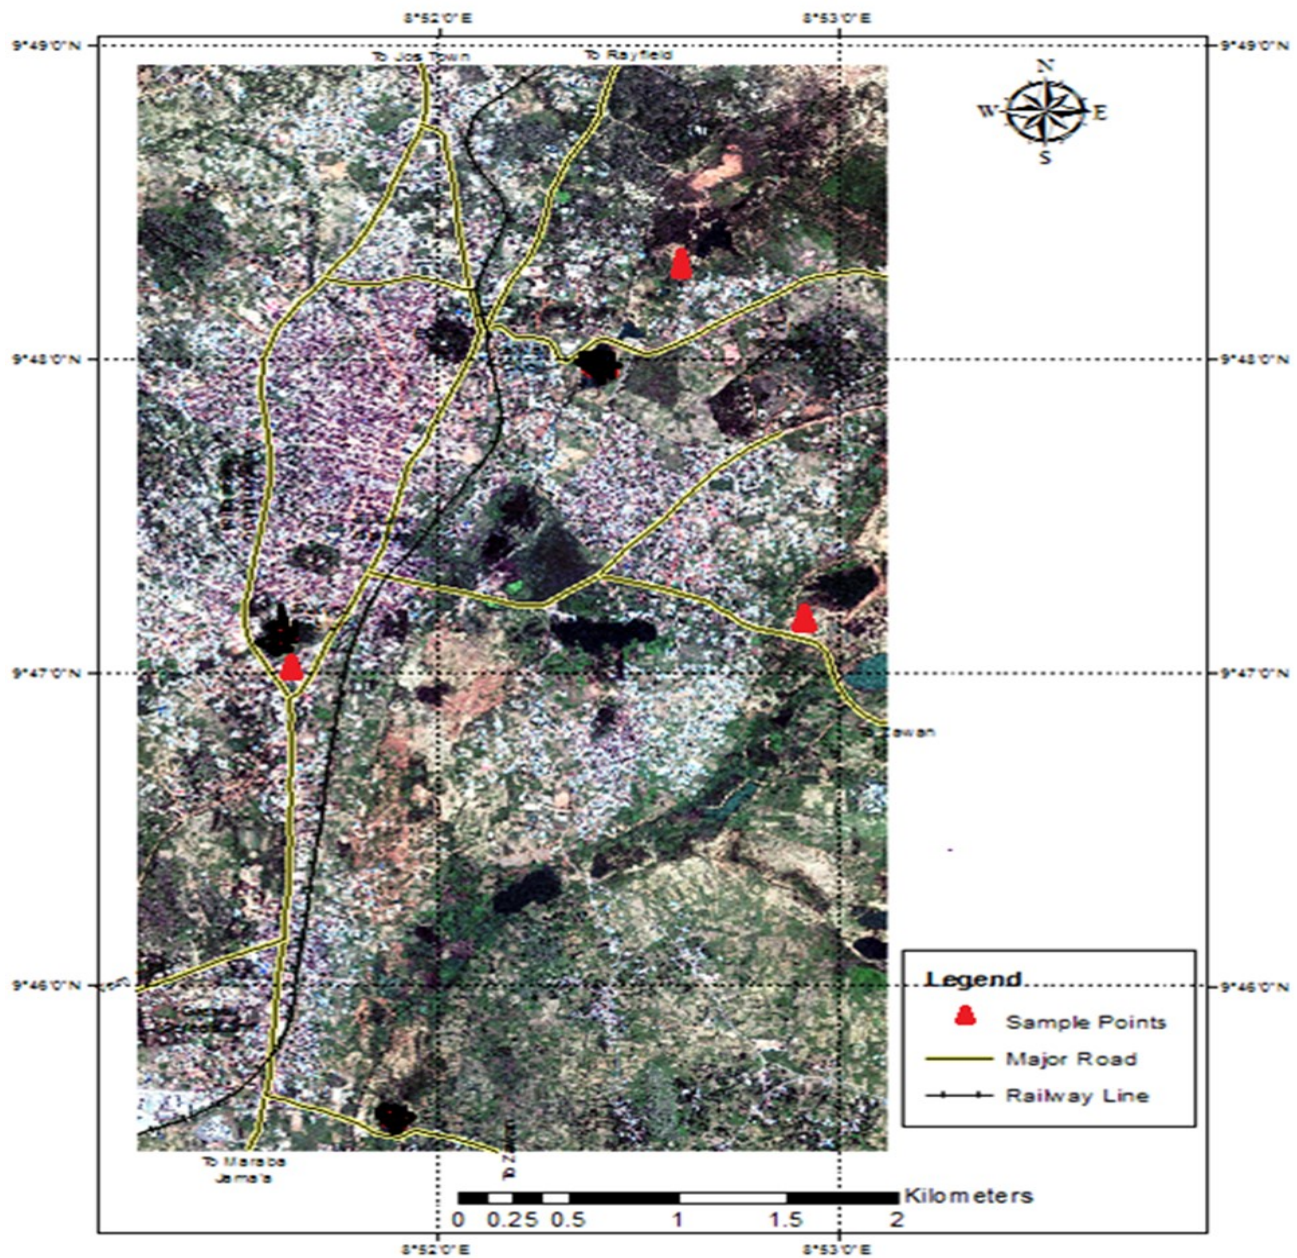 8°52'0"E
8°53'0"E
9°49'0"N
9°49'0"N
To Jos Town
To Rayfield
N
W
E
S
9°48'0"N
9°48'0"N
9°47'0"N
9°47'0"N
Zawan
9°46'0"N
9°46'0"N
Legend
Sample Points
Major Road
Railway Line
To Maraba
Jama'a
To
Kilometers
0 0.25 0.5 1 1.5 2
8°52'0"E
8°53'0"E